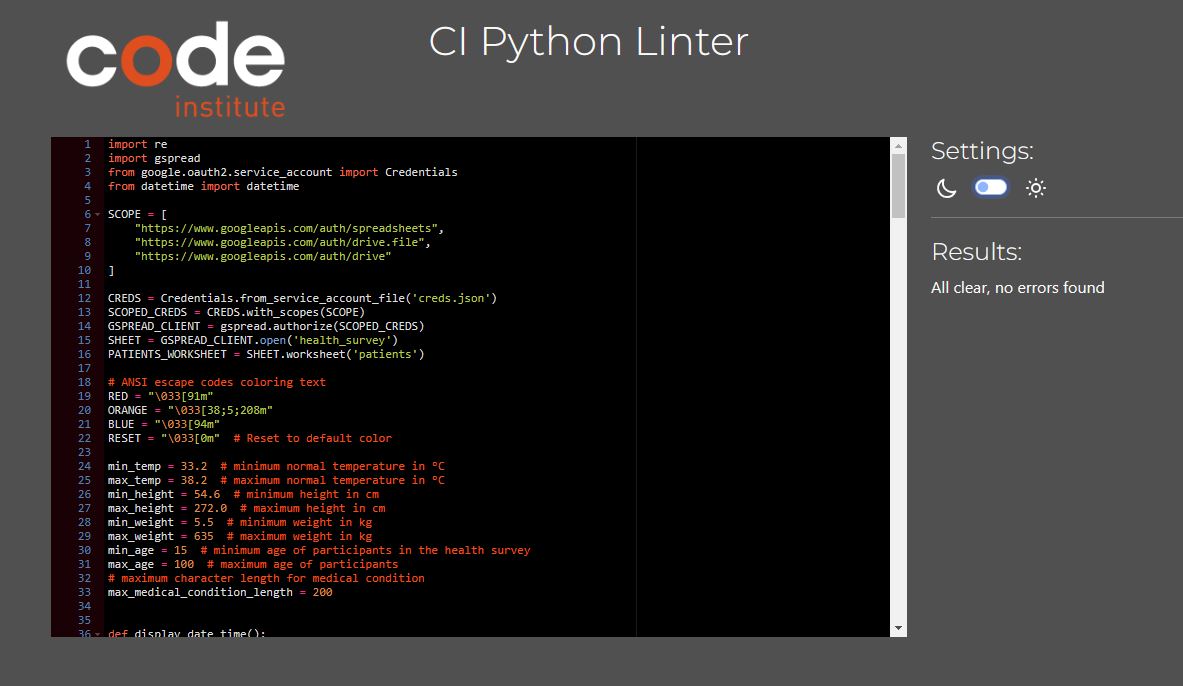 code
institute
CI Python Linter
1 import re
2 import gspread
3 from google.oauth2.service_account import Credentials
4 from datetime import datetime
5
6 SCOPE = [
7     "https://www.googleapis.com/auth/spreadsheets",
8     "https://www.googleapis.com/auth/drive.file",
9     "https://www.googleapis.com/auth/drive"
10 ]
11
12 CREDS = Credentials.from_service_account_file('creds.json')
13 SCOPED_CREDS = CREDS.with_scopes(SCOPE)
14 GSPREAD_CLIENT = gspread.authorize(SCOPED_CREDS)
15 SHEET = GSPREAD_CLIENT.open('health_survey')
16 PATIENTS_WORKSHEET = SHEET.worksheet('patients')
17
18 # ANSI escape codes coloring text
19 RED = "\033[91m"
20 ORANGE = "\033[38;5;208m"
21 BLUE = "\033[94m"
22 RESET = "\033[0m"  # Reset to default color
23
24 min_temp = 33.2  # minimum normal temperature in °C
25 max_temp = 38.2  # maximum normal temperature in °C
26 min_height = 54.6  # minimum height in cm
27 max_height = 272.0  # maximum height in cm
28 min_weight = 5.5  # minimum weight in kg
29 max_weight = 635  # maximum weight in kg
30 min_age = 15  # minimum age of participants in the health survey
31 max_age = 100  # maximum age of participants
32 # maximum character length for medical condition
33 max_medical_condition_length = 200
34
35
36 def display_date_time():
Settings:
Results:
All clear, no errors found